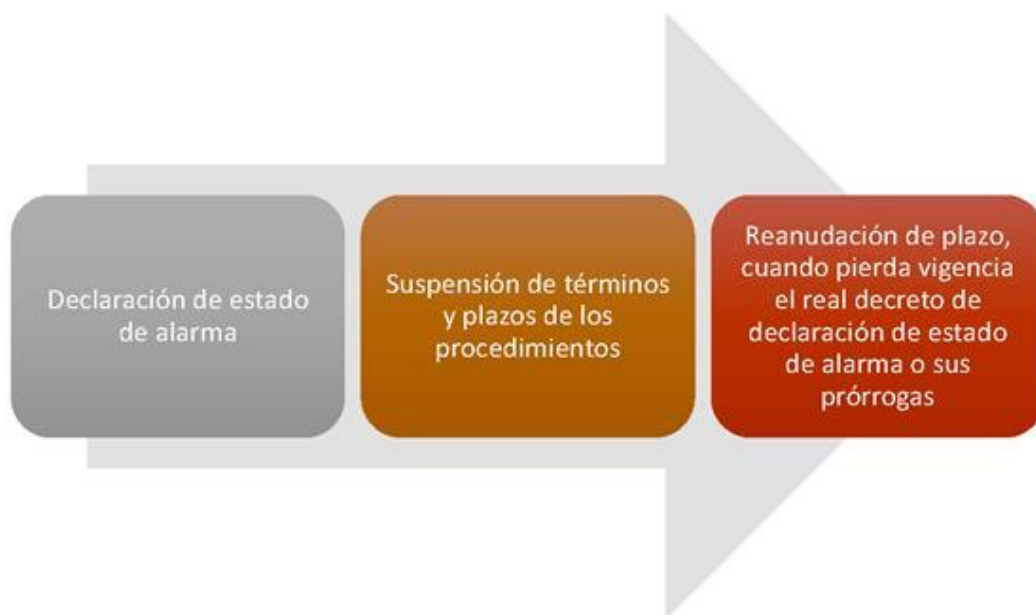 Declaración de estado
de alarma
Suspensión de términos
y plazos de los
procedimientos
Reanudación de plazo,
cuando pierda vigencia
el real decreto de
declaración de estado
de alarma o sus
prórrogas